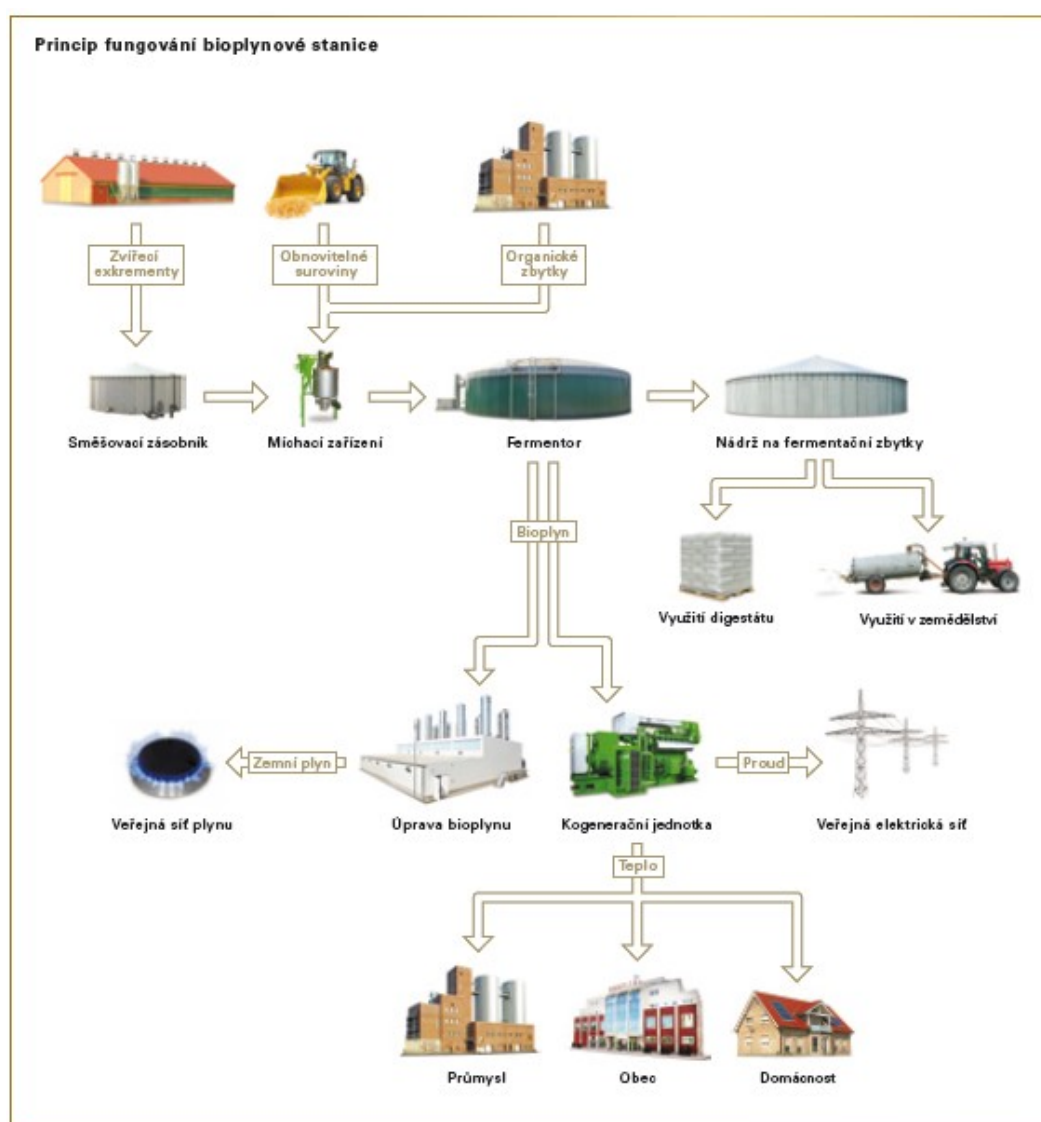 Princip fungování bioplynové stanice
Zvířecí
exkrementy
Obnovitelné
suroviny
Organické
zbytky
Směšovací zásobník
Míchací zařízení
Fermentor
Nádrž na fermentační zbytky
Bioplyn
Využití digestátu
Využití v zemědělství
Zemní plyn
Proud
Veřejná síť plynu
Úprava bioplynu
Kogenerační jednotka
Veřejná elektrická síť
Teplo
Průmysl
Obec
Domácnost